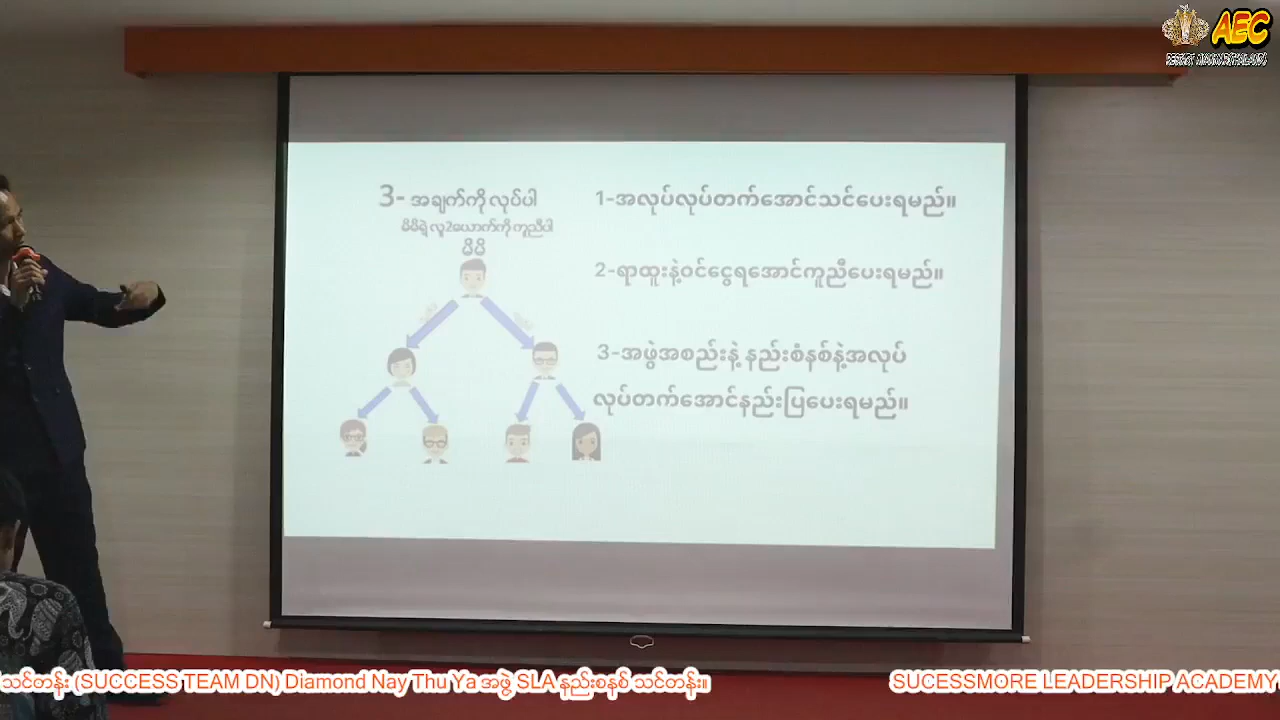 AEC
3- အချက်ကိုလုပ်ပါ
မိမိရဲ့လူ2ယောက်ကိုကူညီပါ
မိမိ
1-အလုပ်လုပ်တက်အောင်သင်ပေးရမည်။
2-ရာထူးနဲ့ဝင်ငွေရအောင်ကူညီပေးရမည်။
3-အဖွဲအစည်းနဲ့ နည်းစံနစ်နဲ့အလုပ်
လုပ်တက်အောင်နည်းပြပေးရမည်။
သင်တန်း (SUCCESS TEAM DN) Diamond Nay Thu Ya အဖွဲ SLA နည်းစနစ် သင်တန်း။
SUCESSMORE LEADERSHIP ACADEMY